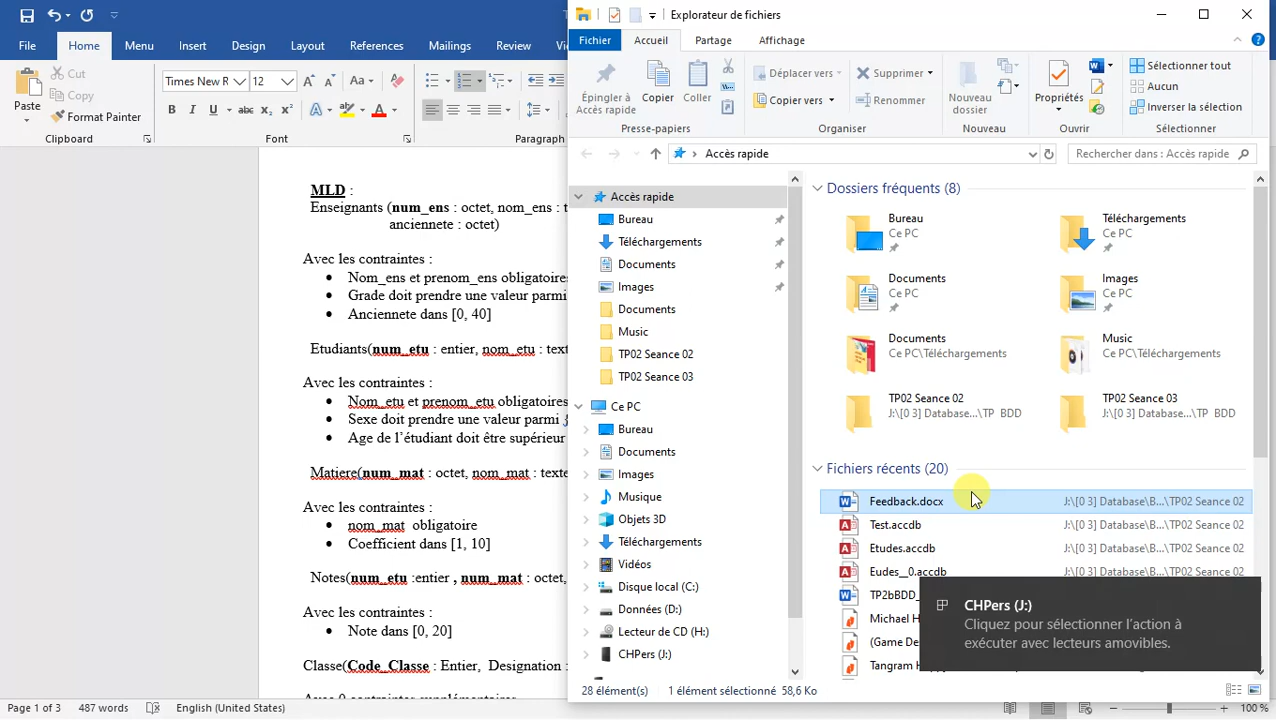 File Home Menu Insert Design Layout References Mailings Review
Paste
Cut
Copy
Format Painter
Clipboard
Times New R 12 Aa
B I U abc x₂ x² A A
Font
Paragraph
MLD :
Enseignants (num_ens : octet, nom_ens : t
anciennete : octet)
Avec les contraintes :
• Nom_ens et prenom_ens obligatoires
• Grade doit prendre une valeur parmi
• Anciennete dans [0, 40]
Etudiants(num_etu : entier, nom_etu : text
Avec les contraintes :
• Nom_etu et prenom_etu obligatoires
• Sexe doit prendre une valeur parmi
• Age de l’étudiant doit être supérieur
Matiere(num_mat : octet, nom_mat : texte
Avec les contraintes :
• nom_mat obligatoire
• Coefficient dans [1, 10]
Notes(num_etu :entier , num_mat : octet,
Avec les contraintes :
• Note dans [0, 20]
Classe(Code_Classe : Entier, Designation :
Avec 0 contraintes supplémentaires
Page 1 of 3 487 words English (United States)
100 %
Explorateur de fichiers
Fichier Accueil Partage Affichage
Épingler à
Accès rapide
Copier
Coller
Presse-papiers
Déplacer vers
Copier vers
Supprimer
Renommer
Organiser
Nouveau
dossier
Nouveau
Propriétés
Ouvrir
Sélectionner tout
Aucun
Inverser la sélection
Sélectionner
Accès rapide
Rechercher dans : Accès rapide
Accès rapide
Bureau
Téléchargements
Documents
Images
Documents
Music
TP02 Seance 02
TP02 Seance 03
Ce PC
Bureau
Documents
Images
Musique
Objets 3D
Téléchargements
Vidéos
Disque local (C:)
Données (D:)
Lecteur de CD (H:)
CHPers (J:)
Dossiers fréquents (8)
Bureau
Ce PC
Téléchargements
Ce PC
Documents
Ce PC
Images
Ce PC
Documents
Ce PC\Téléchargements
Music
Ce PC\Téléchargements
TP02 Seance 02
J:\[0 3] Database...\TP BDD
TP02 Seance 03
J:\[0 3] Database...\TP BDD
Fichiers récents (20)
Feedback.docx J:\[0 3] Database\B...\TP02 Seance 02
Test.accdb J:\[0 3] Database\B...\TP02 Seance 02
Etudes.accdb J:\[0 3] Database\B...\TP02 Seance 02
Eudes__0.accdb J:\[0 3] Database\B...\TP02 Seance 02
TP2bBDD_
Michael H
(Game De
Tangram H
CHPers (J:)
Cliquez pour sélectionner l'action à
exécuter avec lecteurs amovibles.
28 élément(s) 1 élément sélectionné 58,6 Ko